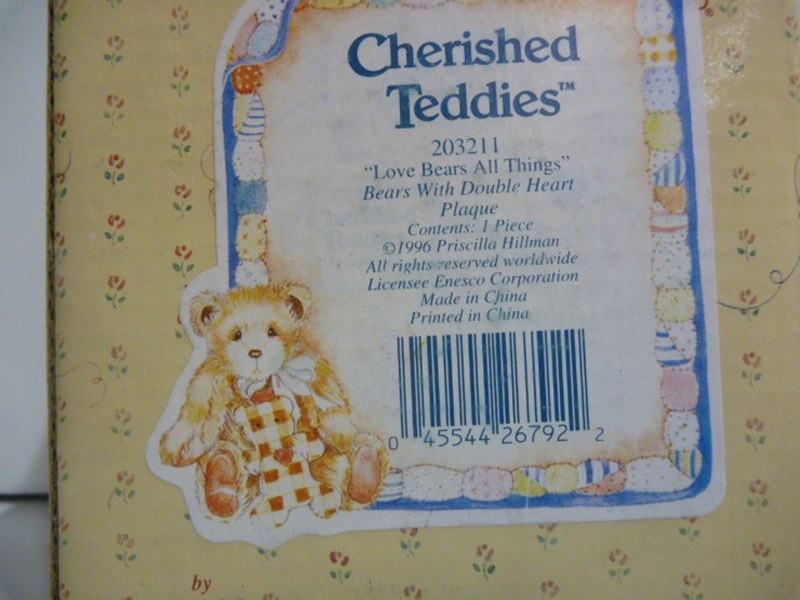 Cherished
Teddies™
203211
“Love Bears All Things”
Bears With Double Heart
Plaque
Contents: 1 Piece
©1996 Priscilla Hillman
All rights reserved worldwide
Licensee Enesco Corporation
Made in China
Printed in China
0 45544 26792 2
by